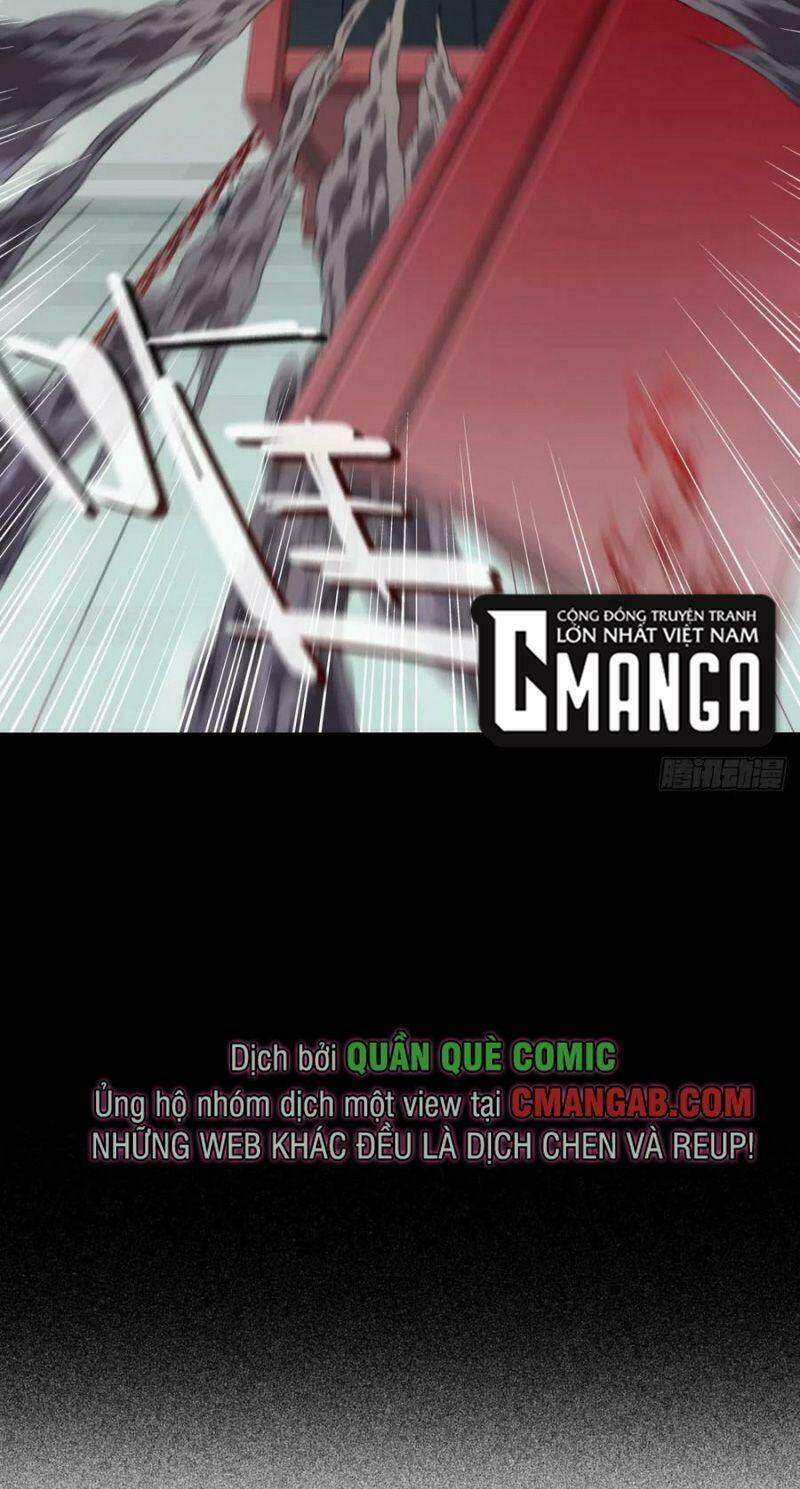 CỘNG ĐỒNG TRUYỆN TRANH
LỚN NHẤT VIỆT NAM
CMANGA
腾讯动漫
Dịch bởi QUẦN QUÈ COMIC
Ủng hộ nhóm dịch một view tại CMANGAB.COM
NHỮNG WEB KHÁC ĐỀU LÀ DỊCH CHEN VÀ REUP!